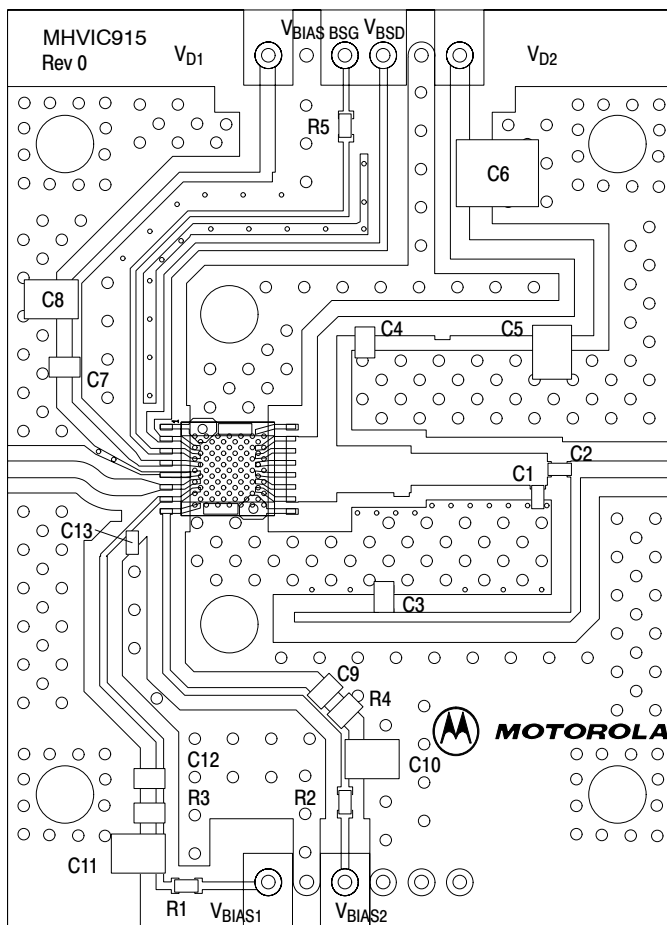 MHVIC915
Rev 0
VD1
VBIAS BSG
VBSD
VD2
R5
C6
C8
C4
C5
C7
C2
C1
C13
C3
C9
R4
MOTOROLA
C12
C10
R3
R2
C11
R1
VBIAS1
VBIAS2